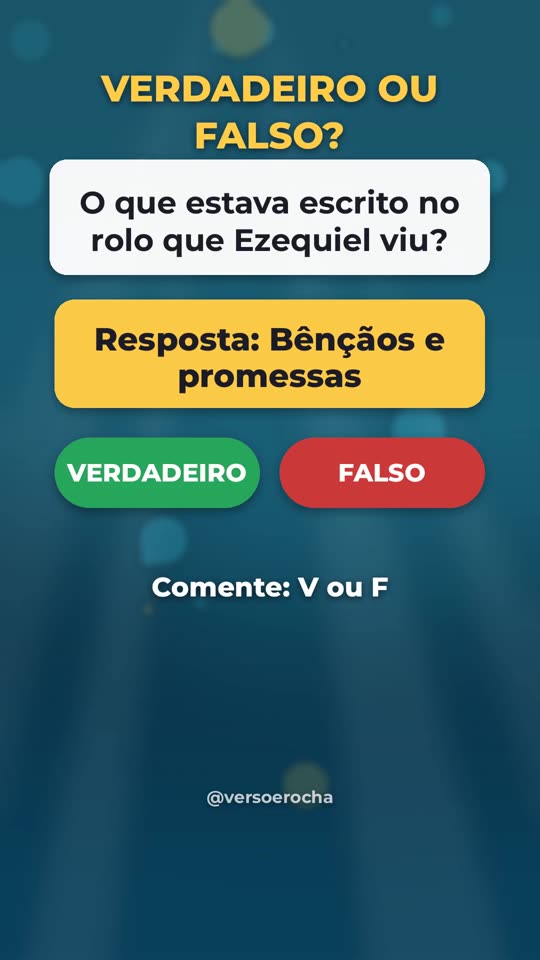 VERDADEIRO OU
FALSO?
O que estava escrito no
rolo que Ezequiel viu?
Resposta: Bênçãos e
promessas
VERDADEIRO
FALSO
Comente: V ou F
@versoerocha